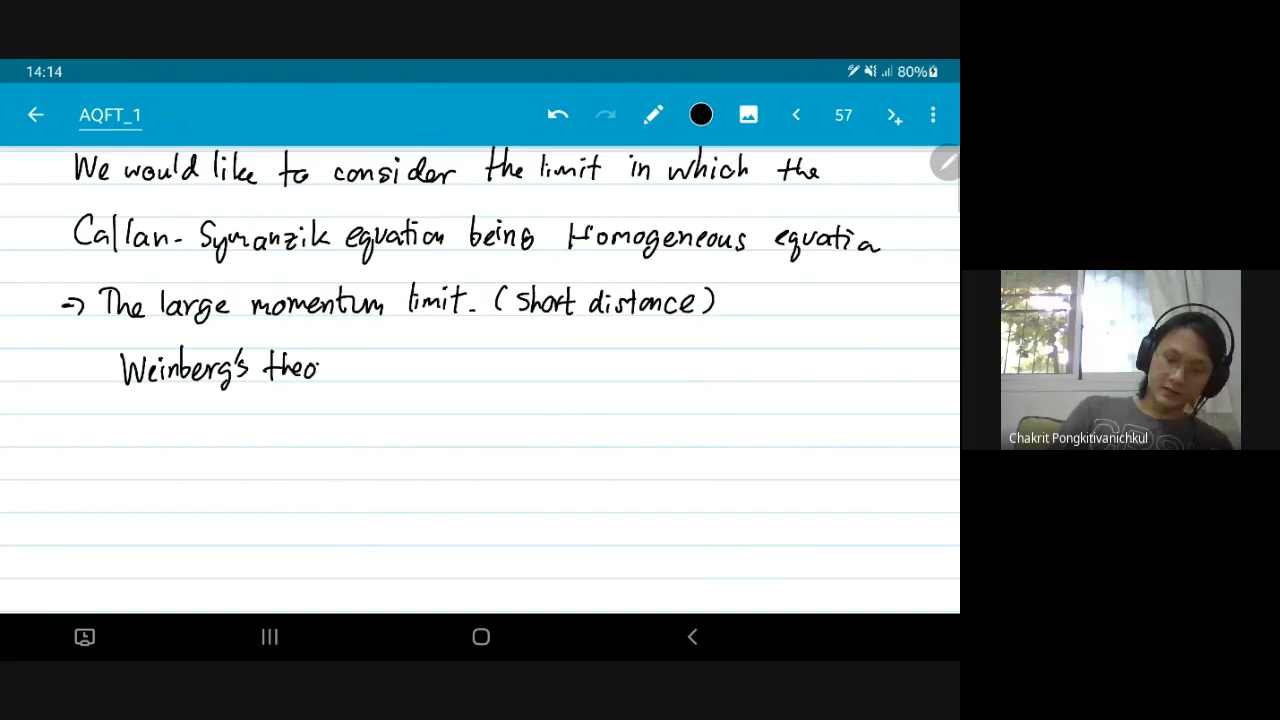 14:14
80%
AQFT_1
57
We would like to consider the limit in which the
Callan-Symanzik equation being Homogeneous equatio
⇒ The large momentum limit. (short distance)
Weinberg's theo
Chakrit Pongkitivanichkul